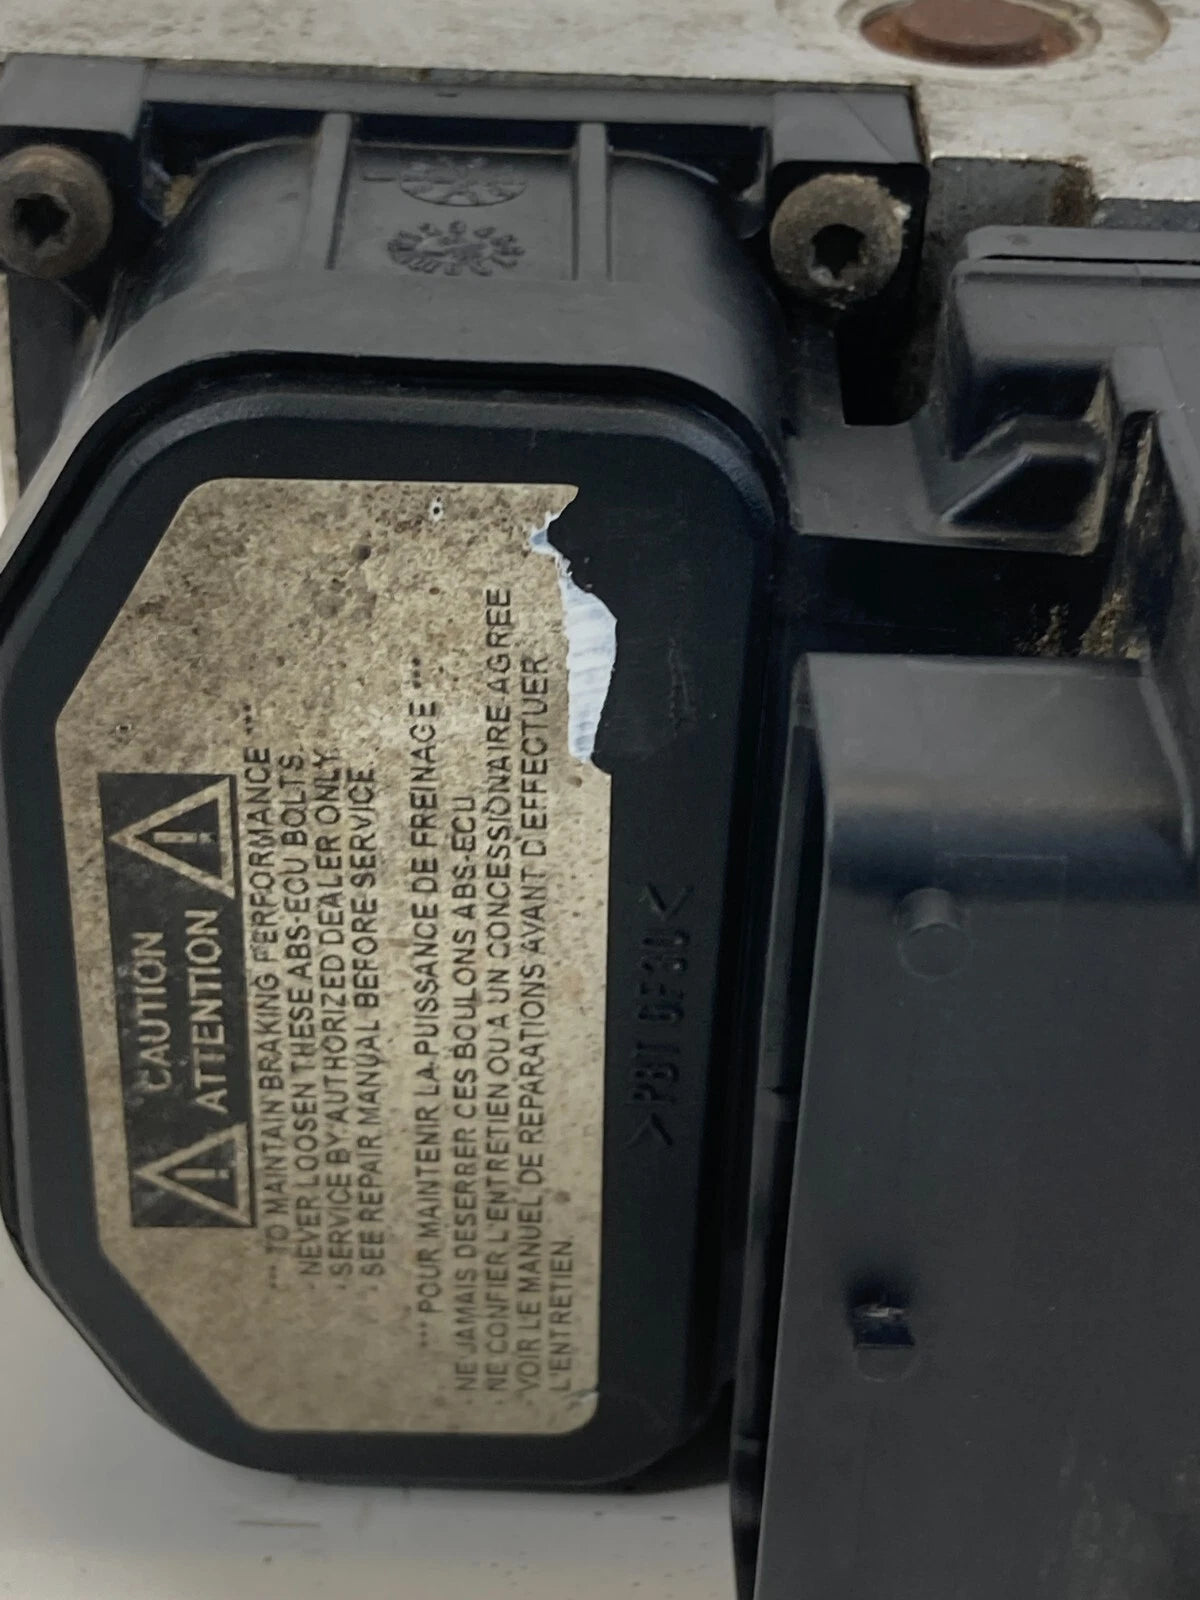 CAUTION
ATTENTION
*** TO MAINTAIN BRAKING PERFORMANCE ***
· NEVER LOOSEN THESE ABS-ECU BOLTS.
· SERVICE BY AUTHORIZED DEALER ONLY.
· SEE REPAIR MANUAL BEFORE SERVICE.
*** POUR MAINTENIR LA PUISSANCE DE FREINAGE ***
· NE JAMAIS DESERRER CES BOULONS ABS-ECU.
· NE CONFIER L'ENTRETIEN QU A UN CONCESSIONAIRE AGREE
· VOIR LE MANUEL DE REPARATIONS AVANT D'EFFECTUER
L'ENTRETIEN.
>PBT GF30<